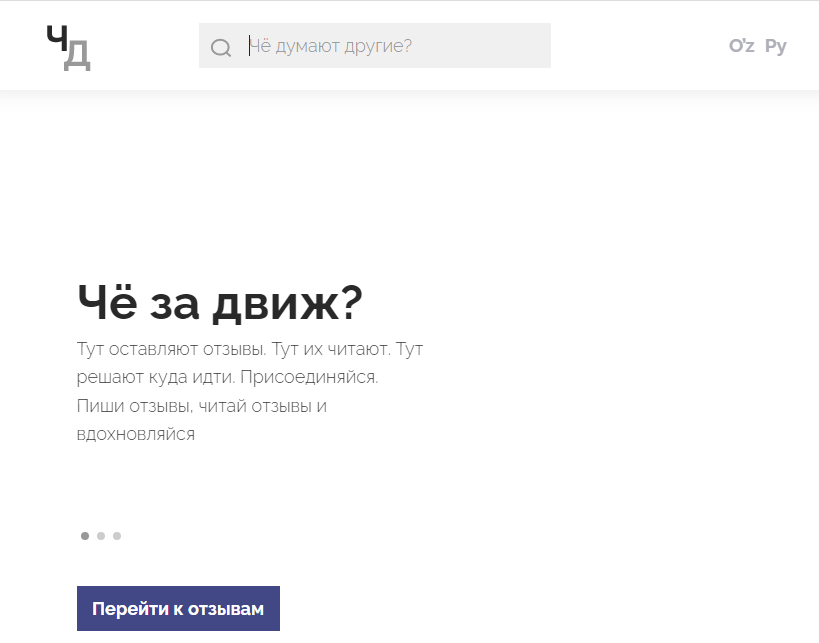 ЧД
Чё думают другие?
O'z Ру
Чё за движ?
Тут оставляют отзывы. Тут их читают. Тут
решают куда идти. Присоединяйся.
Пиши отзывы, читай отзывы и
вдохновляйся
Перейти к отзывам